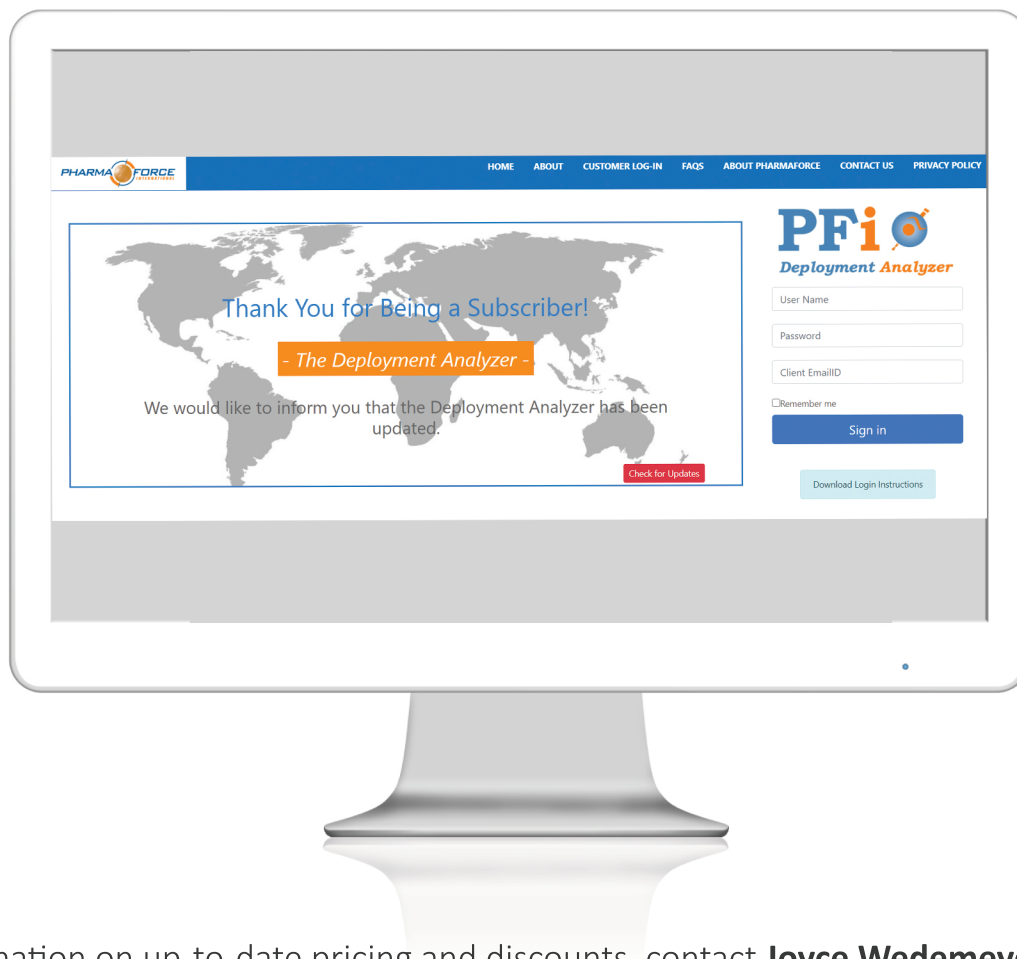 PHARMA FORCE
INTERNATIONAL
HOME ABOUT CUSTOMER LOG-IN FAQS ABOUT PHARMAFORCE CONTACT US PRIVACY POLICY
Thank You for Being a Subscriber!
- The Deployment Analyzer -
We would like to inform you that the Deployment Analyzer has been
updated.
Check for Updates
PFi
Deployment Analyzer
User Name
Password
Client EmailID
Remember me
Sign in
Download Login Instructions
on up-to-date pricing and discounts, contact Joyce